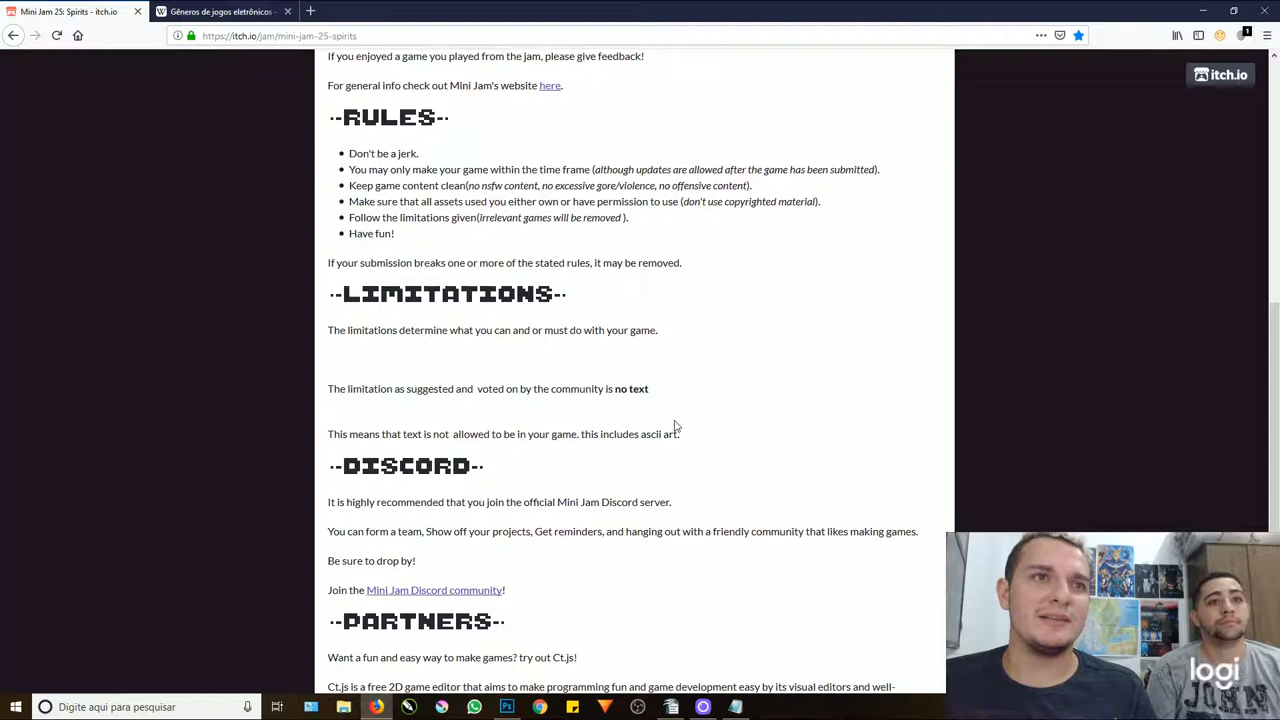 Mini Jam 25: Spirits - itch.io
Gêneros de jogos eletrônicos -
https://itch.io/jam/mini-jam-25-spirits
1
itch.io
If you enjoyed a game you played from the jam, please give feedback!
For general info check out Mini Jam's website here.
--RULES--
Don't be a jerk.
You may only make your game within the time frame (although updates are allowed after the game has been submitted).
Keep game content clean(no nsfw content, no excessive gore/violence, no offensive content).
Make sure that all assets used you either own or have permission to use (don't use copyrighted material).
Follow the limitations given(irrelevant games will be removed ).
Have fun!
If your submission breaks one or more of the stated rules, it may be removed.
--LIMITATIONS--
The limitations determine what you can and or must do with your game.
The limitation as suggested and  voted on by the community is no text
This means that text is not  allowed to be in your game. this includes ascii art.
--DISCORD--
It is highly recommended that you join the official Mini Jam Discord server.
You can form a team, Show off your projects, Get reminders, and hanging out with a friendly community that likes making games.
Be sure to drop by!
Join the Mini Jam Discord community!
--PARTNERS--
Want a fun and easy way to make games? try out Ct.js!
Ct.js is a free 2D game editor that aims to make programming fun and game development easy by its visual editors and well-
logi
Digite aqui para pesquisar
Ps